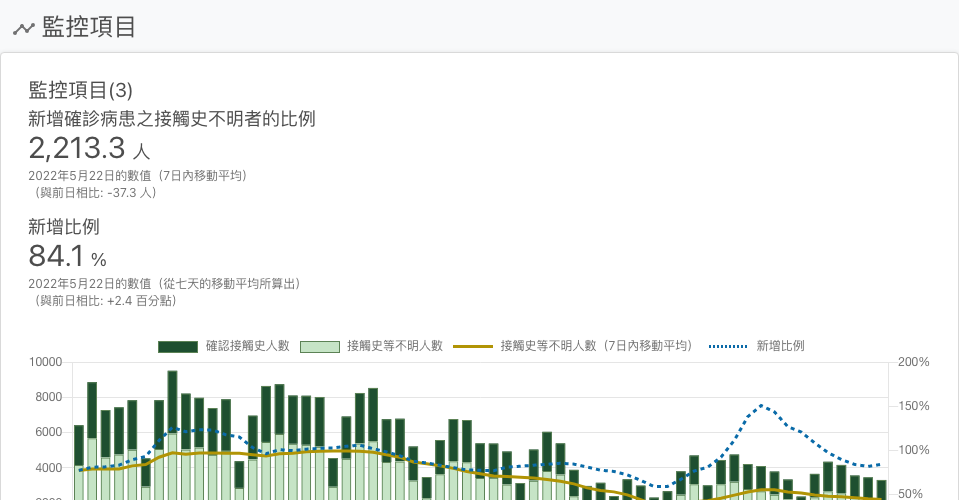 監控項目
監控項目(3)
新增確診病患之接觸史不明者的比例
2,213.3 人
2022年5月22日的數值（7日內移動平均）
（與前日相比: -37.3 人）
新增比例
84.1 %
2022年5月22日的數值（從七天的移動平均所算出）
（與前日相比: +2.4 百分點）
確認接觸史人數 接觸史等不明人數 接觸史等不明人數（7日內移動平均） 新增比例
10000 200%
8000
150%
6000
100%
4000
50%